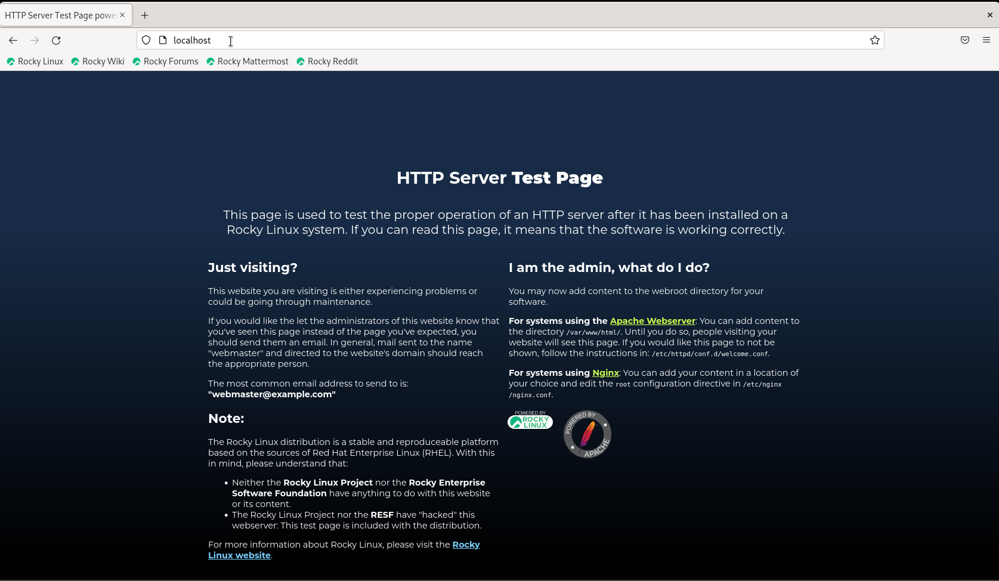 HTTP Server Test Page powe
localhost
Rocky Linux
Rocky Wiki
Rocky Forums
Rocky Mattermost
Rocky Reddit
HTTP Server Test Page
This page is used to test the proper operation of an HTTP server after it has been installed on a
Rocky Linux system. If you can read this page, it means that the software is working correctly.
Just visiting?
This website you are visiting is either experiencing problems or
could be going through maintenance.
If you would like the let the administrators of this website know that
you've seen this page instead of the page you've expected, you
should send them an email. In general, mail sent to the name
"webmaster" and directed to the website's domain should reach
the appropriate person.
The most common email address to send to is:
"webmaster@example.com"
Note:
The Rocky Linux distribution is a stable and reproduceable platform
based on the sources of Red Hat Enterprise Linux (RHEL). With this
in mind, please understand that:
• Neither the Rocky Linux Project nor the Rocky Enterprise
Software Foundation have anything to do with this website
or its content.
• The Rocky Linux Project nor the RESF have "hacked" this
webserver: This test page is included with the distribution.
For more information about Rocky Linux, please visit the Rocky
Linux website.
I am the admin, what do I do?
You may now add content to the webroot directory for your
software.
For systems using the Apache Webserver: You can add content to
the directory /var/www/html/. Until you do so, people visiting your
website will see this page. If you would like this page to not be
shown, follow the instructions in: /etc/httpd/conf.d/welcome.conf.
For systems using Nginx: You can add your content in a location of
your choice and edit the root configuration directive in /etc/nginx
/nginx.conf.
POWERED BY
ROCKY
LINUX
POWERED BY
APACHE